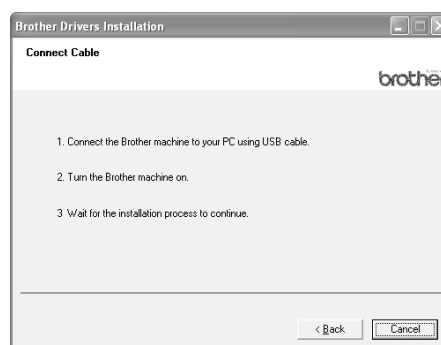 Brother Drivers Installation
Connect Cable
brother
1. Connect the Brother machine to your PC using USB cable.
2. Turn the Brother machine on.
3 Wait for the installation process to continue.
< Back
Cancel